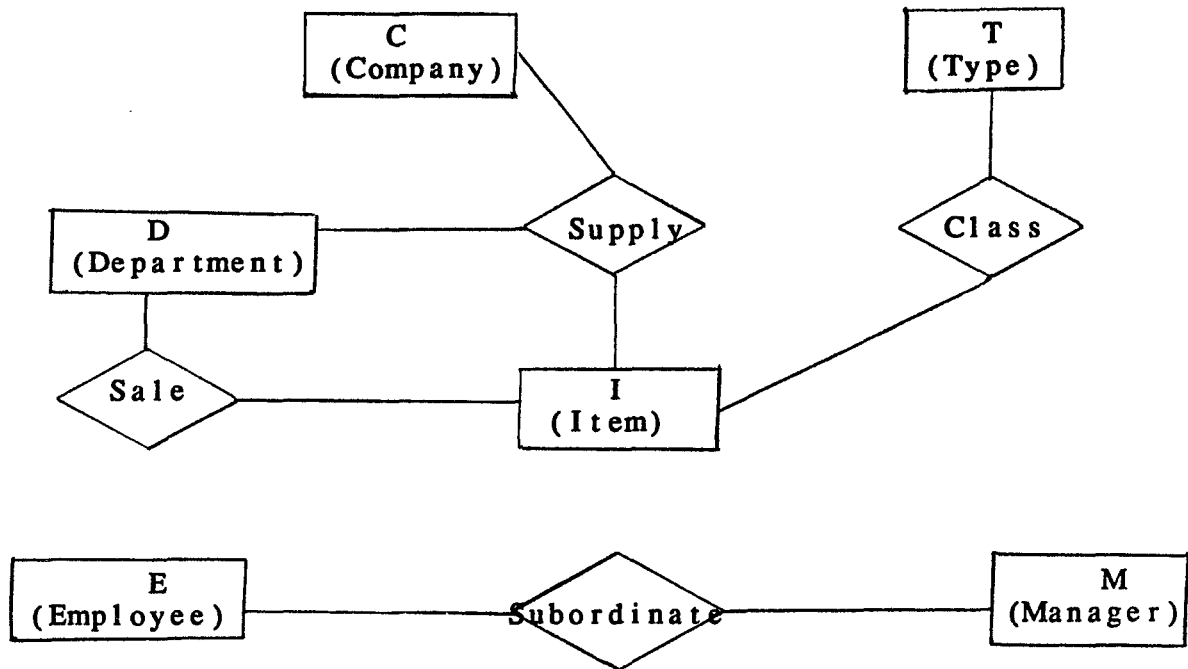 C
(Company)
T
(Type)
D
(Department)
Supply
Class
Sale
I
(Item)
E
(Employee)
Subordinate
M
(Manager)